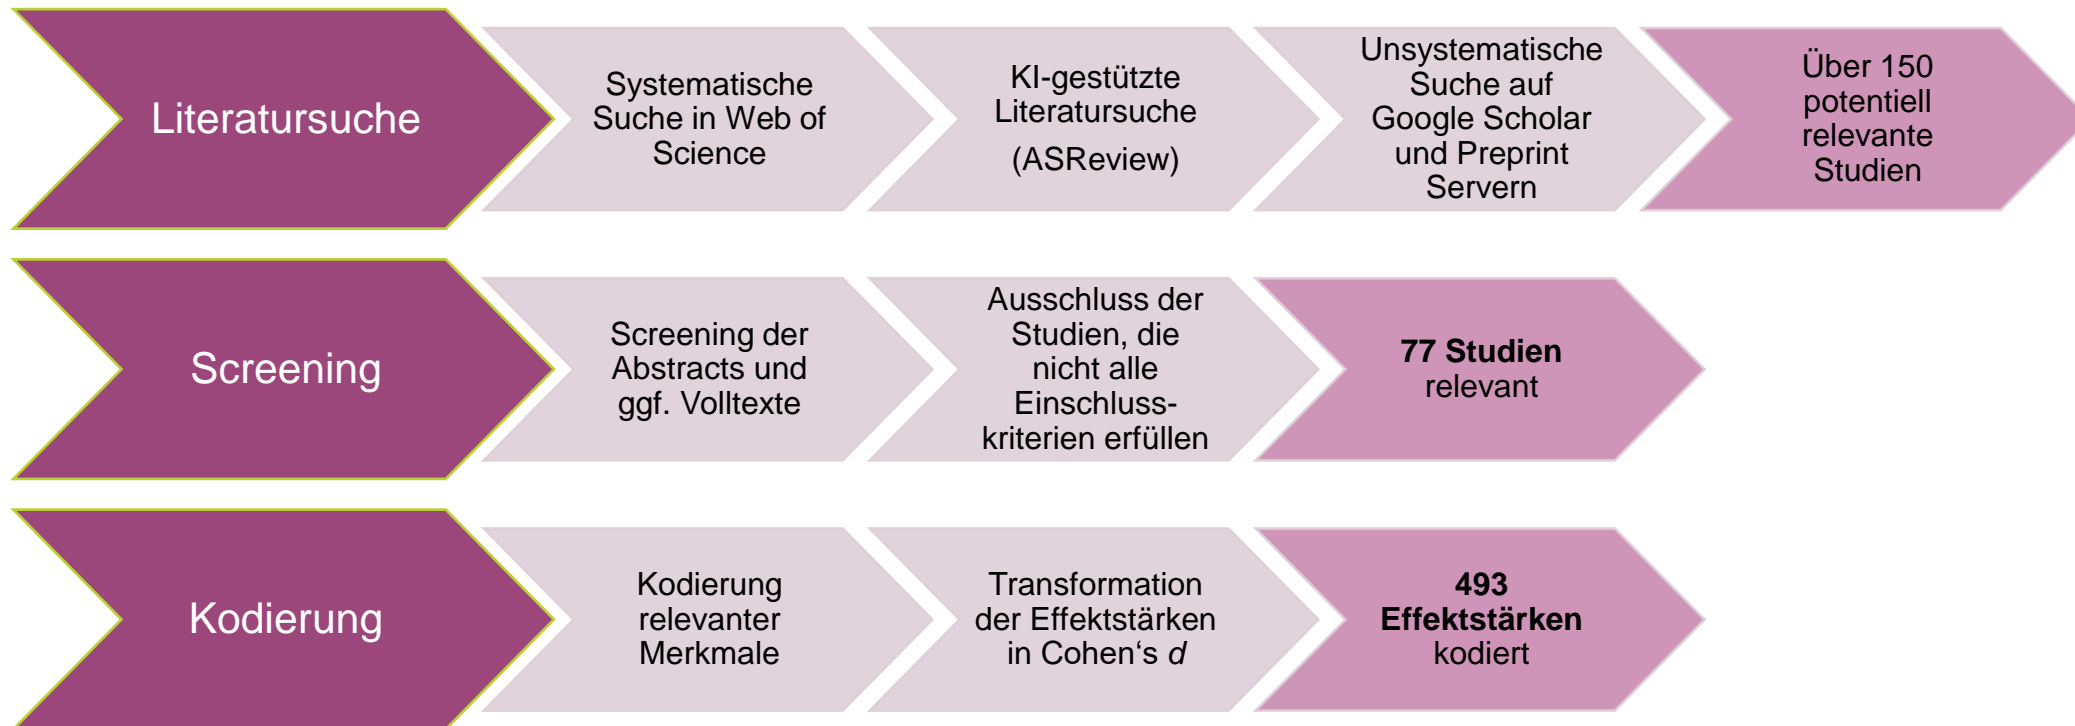 Literatursuche
Systematische
Suche in Web of
Science
KI-gestützte
Literatursuche
(ASReview)
Unsystematische
Suche auf
Google Scholar
und Preprint
Servern
Über 150
potentiell
relevante
Studien
Screening
Screening der
Abstracts und
ggf. Volltexte
Ausschluss der
Studien, die
nicht alle
Einschluss-
kriterien erfüllen
77 Studien
relevant
Kodierung
Kodierung
relevanter
Merkmale
Transformation
der Effektstärken
in Cohen‘s d
493
Effektstärken
kodiert